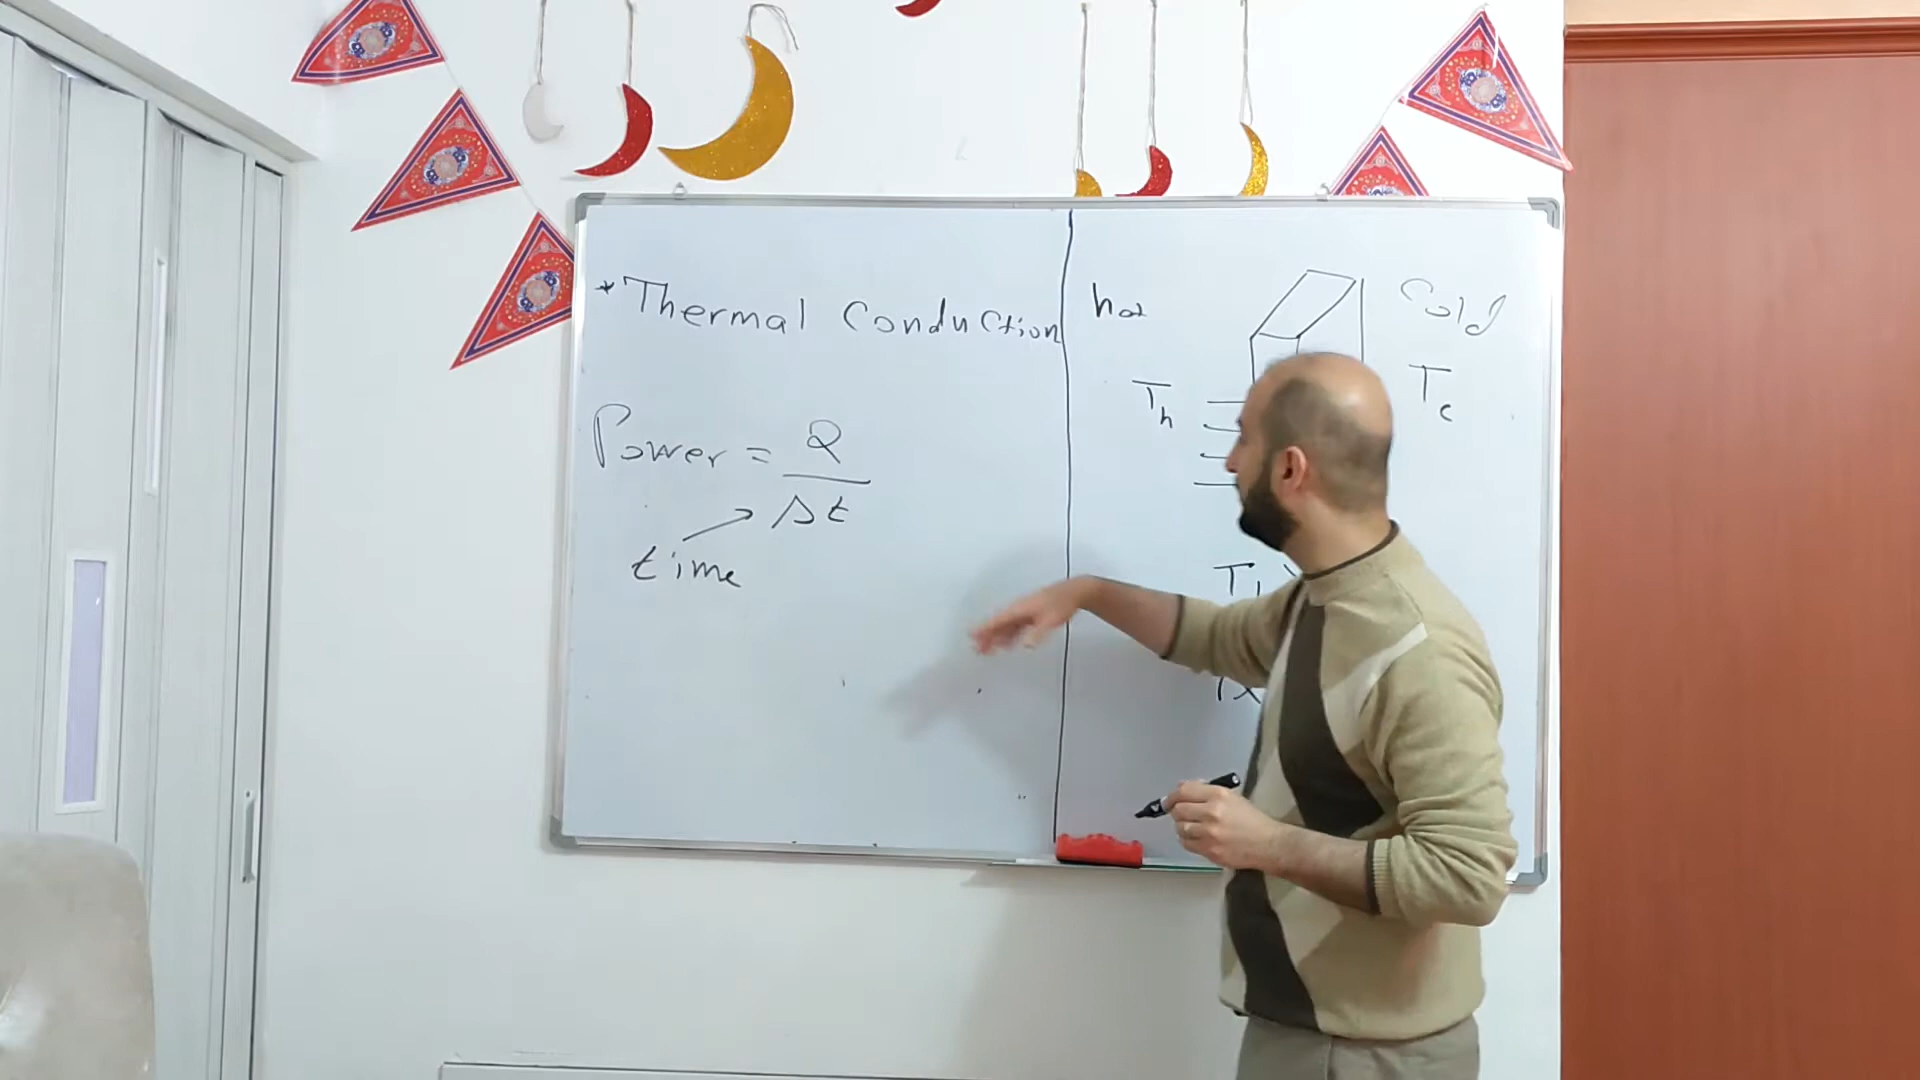 *Thermal Conduction
Power = Q
Δt
time
hot
Cold
Th
Tc